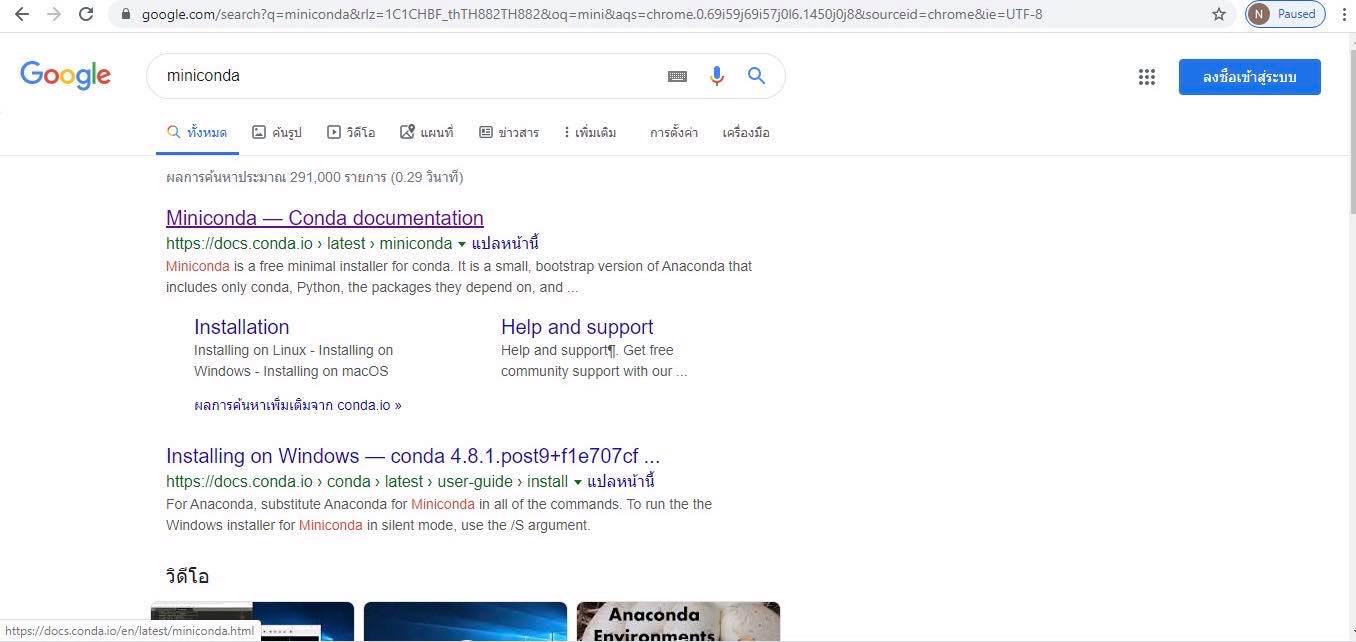 google.com/search?q=miniconda&rlz=1C1CHBF_thTH882TH882&oq=mini&aqs=chrome.0.69i59j69i57j0l6.1450j0j8&sourceid=chrome&ie=UTF-8
N Paused
Google
miniconda
ลงชื่อเข้าสู่ระบบ
ทั้งหมด ค้นรูป วิดีโอ แผนที่ ข่าวสาร เพิ่มเติม การตั้งค่า เครื่องมือ
ผลการค้นหาประมาณ 291,000 รายการ (0.29 วินาที)
Miniconda — Conda documentation
https://docs.conda.io › latest › miniconda ▾ แปลหน้านี้
Miniconda is a free minimal installer for conda. It is a small, bootstrap version of Anaconda that
includes only conda, Python, the packages they depend on, and ...
Installation
Installing on Linux - Installing on
Windows - Installing on macOS
Help and support
Help and support¶. Get free
community support with our ...
ผลการค้นหาเพิ่มเติมจาก conda.io »
Installing on Windows — conda 4.8.1.post9+f1e707cf ...
https://docs.conda.io › conda › latest › user-guide › install ▾ แปลหน้านี้
For Anaconda, substitute Anaconda for Miniconda in all of the commands. To run the the
Windows installer for Miniconda in silent mode, use the /S argument.
วิดีโอ
Anaconda
Environments
https://docs.conda.io/en/latest/miniconda.html